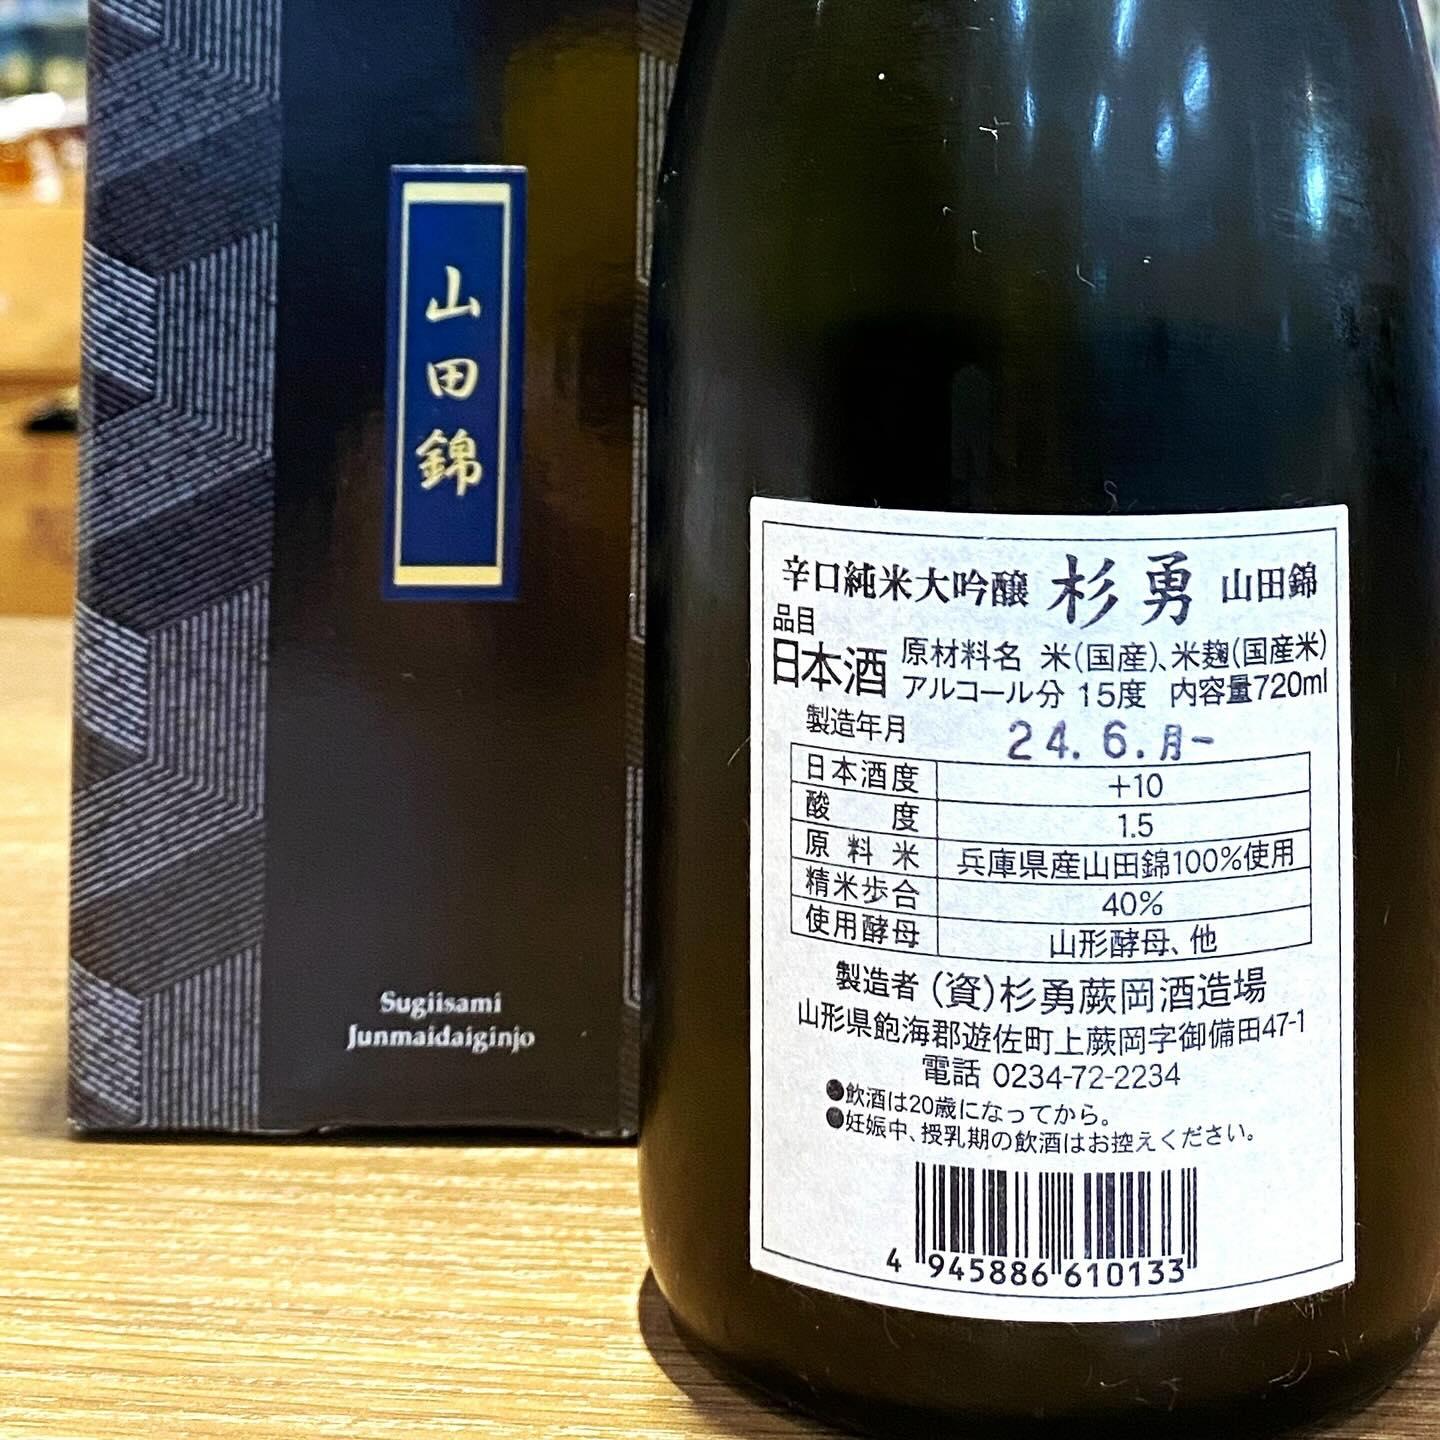 山田錦
Sugiisami
Junmaidaiginjo
辛口純米大吟醸 杉勇 山田錦
品目
日本酒
原材料名 米(国産)、米麹(国産米)
アルコール分 15度 内容量720ml
製造年月 24.6.月-
日本酒度 +10
酸度 1.5
原料米 兵庫県産山田錦100%使用
精米歩合 40%
使用酵母 山形酵母、他
製造者 (資)杉勇蕨岡酒造場
山形県飽海郡遊佐町上蕨岡字御備田47-1
電話 0234-72-2234
●飲酒は20歳になってから。
●妊娠中、授乳期の飲酒はお控えください。
4 945886 610133